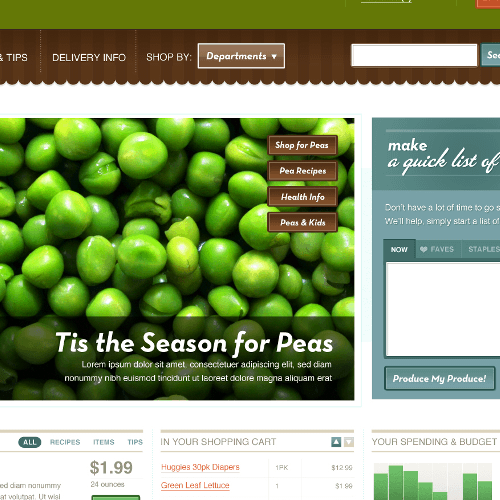 & TIPS
DELIVERY INFO
SHOP BY:
Departments ▼
Shop for Peas
Pea Recipes
Health Info
Peas & Kids
Tis the Season for Peas
Lorem ipsum dolor sit amet, consectetuer adipiscing elit, sed diam
nonummy nibh euismod tincidunt ut laoreet dolore magna aliquam erat
make
a quick list of
Don't have a lot of time to go s
We'll help, simply start a list of
NOW
FAVES
STAPLES
Produce My Produce!
ALL
RECIPES
ITEMS
TIPS
$1.99
24 ounces
ed diam nonummy
at volutpat. Ut wisi
IN YOUR SHOPPING CART
Huggies 30pk Diapers 1PK $12.99
Green Leaf Lettuce 1 $1.99
YOUR SPENDING & BUDGET